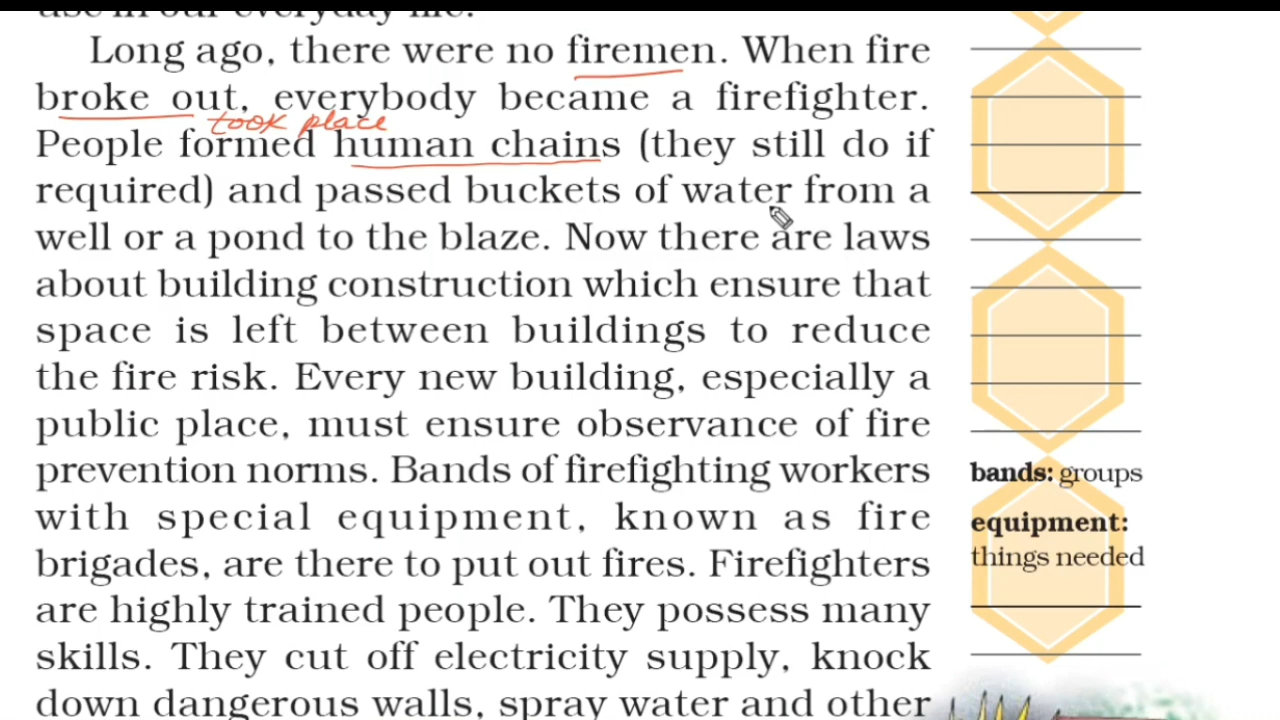 use in our everyday life.
Long ago, there were no firemen. When fire
broke out, everybody became a firefighter.
took place
People formed human chains (they still do if
required) and passed buckets of water from a
well or a pond to the blaze. Now there are laws
about building construction which ensure that
space is left between buildings to reduce
the fire risk. Every new building, especially a
public place, must ensure observance of fire
prevention norms. Bands of firefighting workers
with special equipment, known as fire
brigades, are there to put out fires. Firefighters
are highly trained people. They possess many
skills. They cut off electricity supply, knock
down dangerous walls, spray water and other
bands: groups
equipment:
things needed